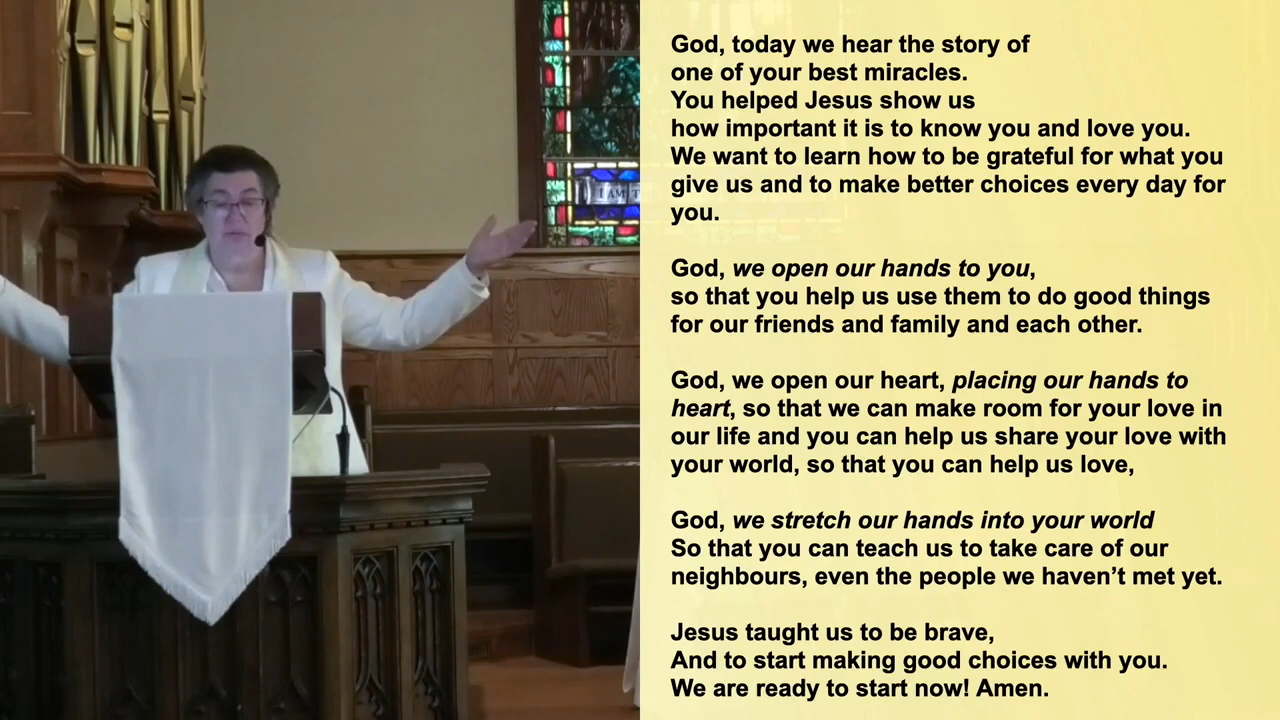 God, today we hear the story of
one of your best miracles.
You helped Jesus show us
how important it is to know you and love you.
We want to learn how to be grateful for what you
give us and to make better choices every day for
you.
God, we open our hands to you,
so that you help us use them to do good things
for our friends and family and each other.
God, we open our heart, placing our hands to
heart, so that we can make room for your love in
our life and you can help us share your love with
your world, so that you can help us love,
God, we stretch our hands into your world
So that you can teach us to take care of our
neighbours, even the people we haven’t met yet.
Jesus taught us to be brave,
And to start making good choices with you.
We are ready to start now! Amen.
I AM T